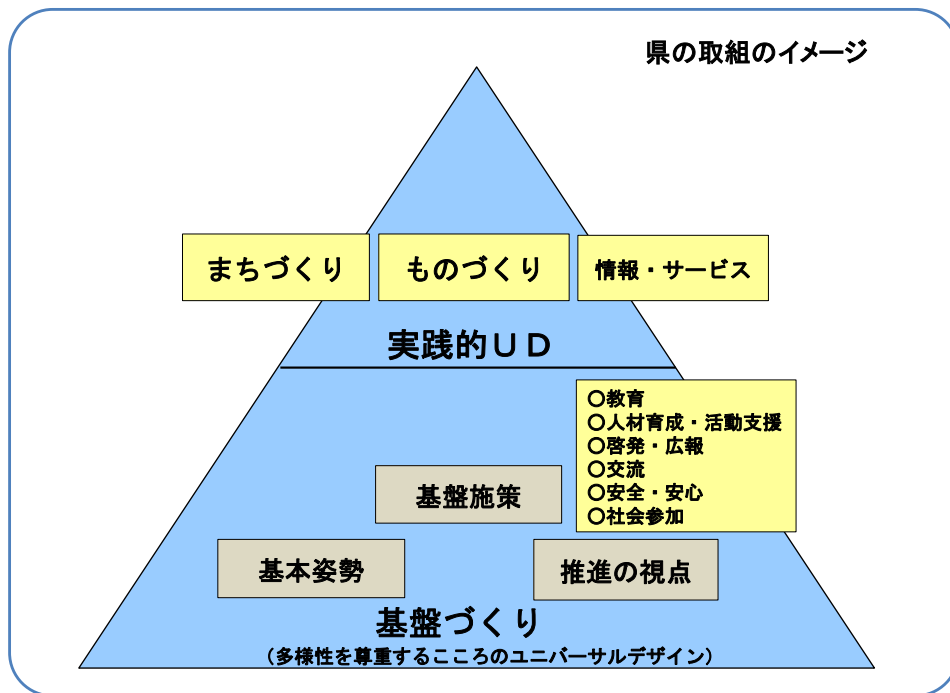 県の取組のイメージ
まちづくり
ものづくり
情報・サービス
実践的ＵＤ
○教育
○人材育成・活動支援
○啓発・広報
○交流
○安全・安心
○社会参加
基盤施策
基本姿勢
推進の視点
基盤づくり
（多様性を尊重するこころのユニバーサルデザイン）